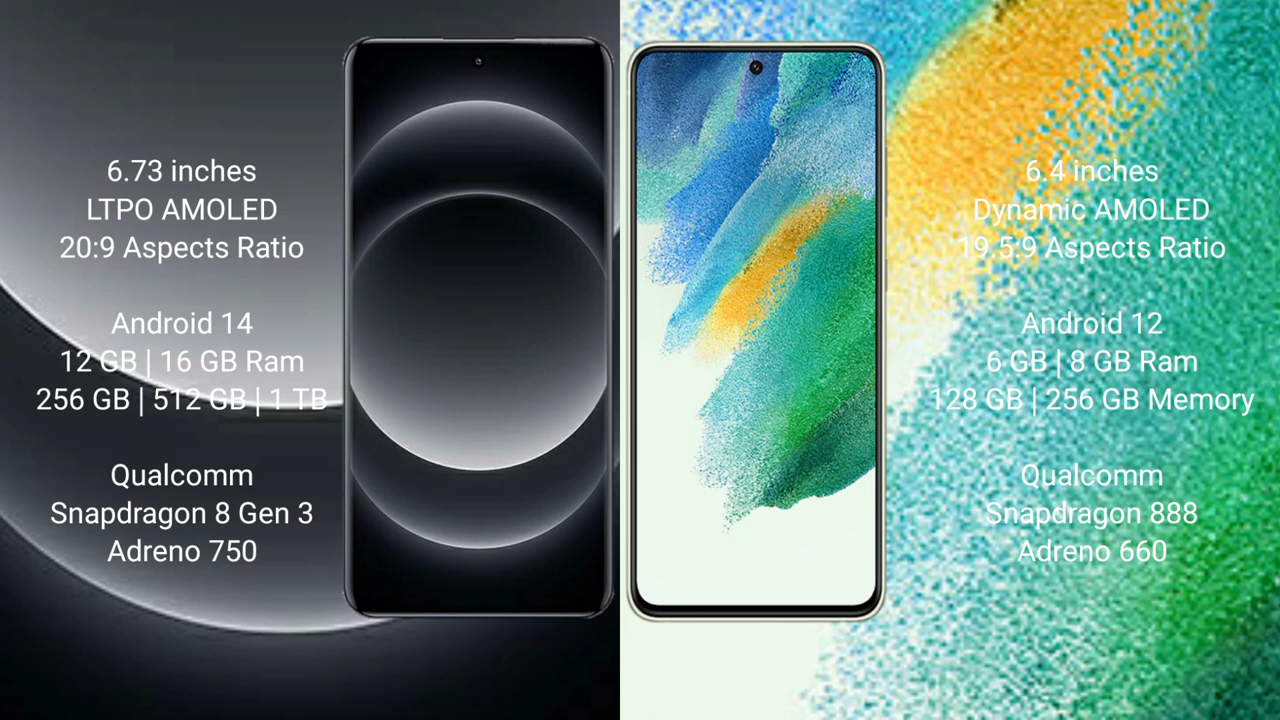 6.73 inches
LTPO AMOLED
20:9 Aspects Ratio
Android 14
12 GB | 16 GB Ram
256 GB | 512 GB | 1 TB
Qualcomm
Snapdragon 8 Gen 3
Adreno 750
6.4 inches
Dynamic AMOLED
19.5:9 Aspects Ratio
Android 12
6 GB | 8 GB Ram
128 GB | 256 GB Memory
Qualcomm
Snapdragon 888
Adreno 660